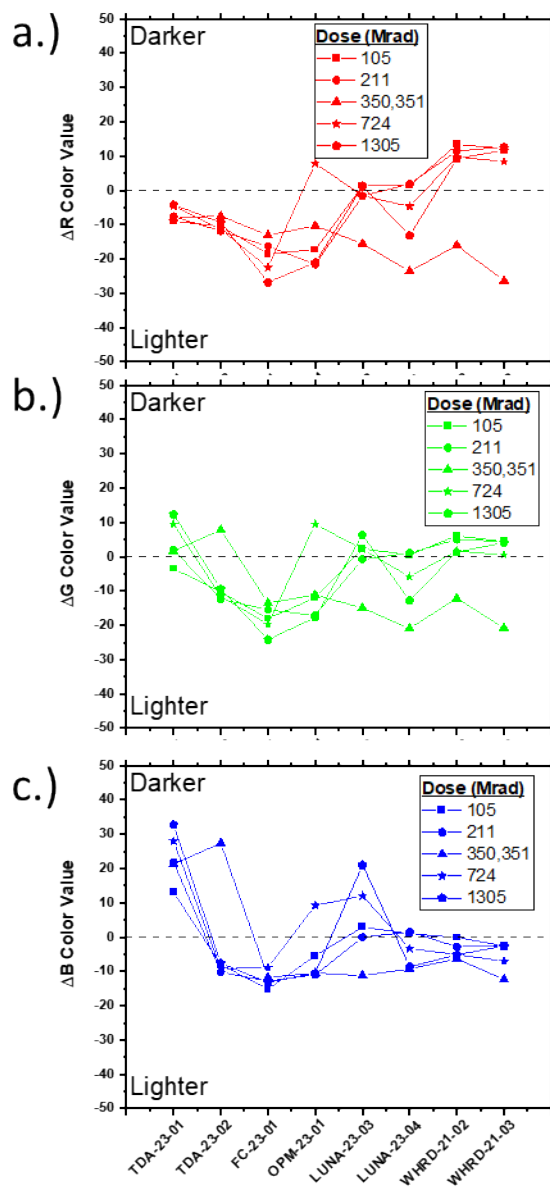 a.)
Darker
Dose (Mrad)
105
211
350,351
724
1305
ΔR Color Value
50
40
30
20
10
0
-10
-20
-30
-40
-50
Lighter
b.)
Darker
Dose (Mrad)
105
211
350,351
724
1305
ΔG Color Value
50
40
30
20
10
0
-10
-20
-30
-40
-50
Lighter
c.)
Darker
Dose (Mrad)
105
211
350,351
724
1305
ΔB Color Value
50
40
30
20
10
0
-10
-20
-30
-40
-50
Lighter
TDA-23-01
TDA-23-02
FC-23-01
OPM-23-01
LUNA-23-03
LUNA-23-04
WHRD-21-02
WHRD-21-03